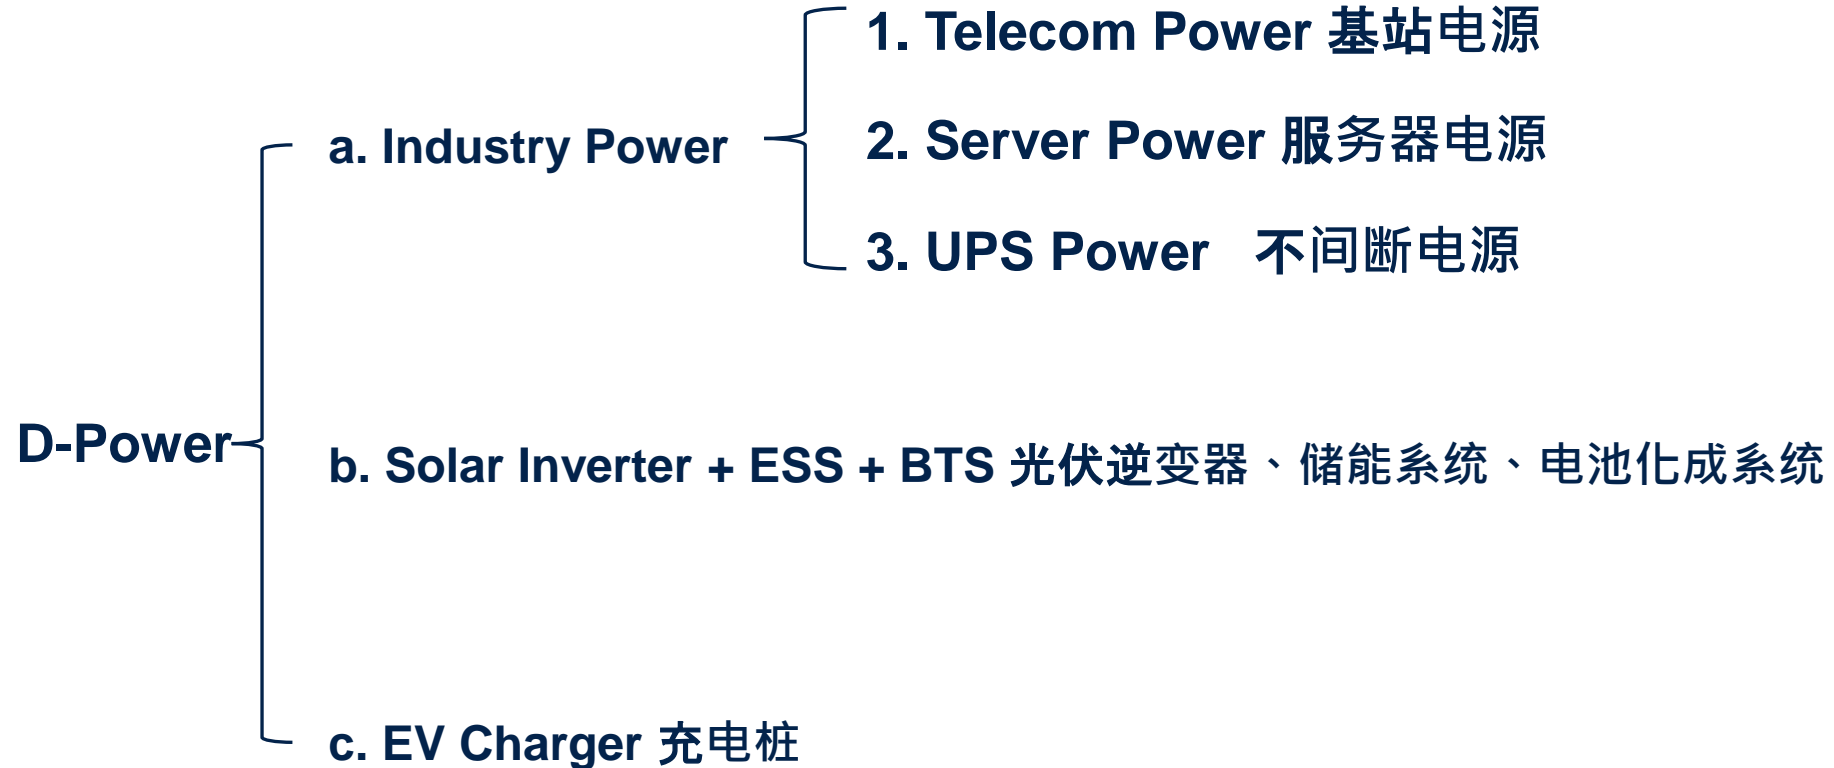 1. Telecom Power 基站电源
a. Industry Power
2. Server Power 服务器电源
3. UPS Power 不间断电源
D-Power
b. Solar Inverter + ESS + BTS 光伏逆变器、储能系统、电池化成系统
c. EV Charger 充电桩